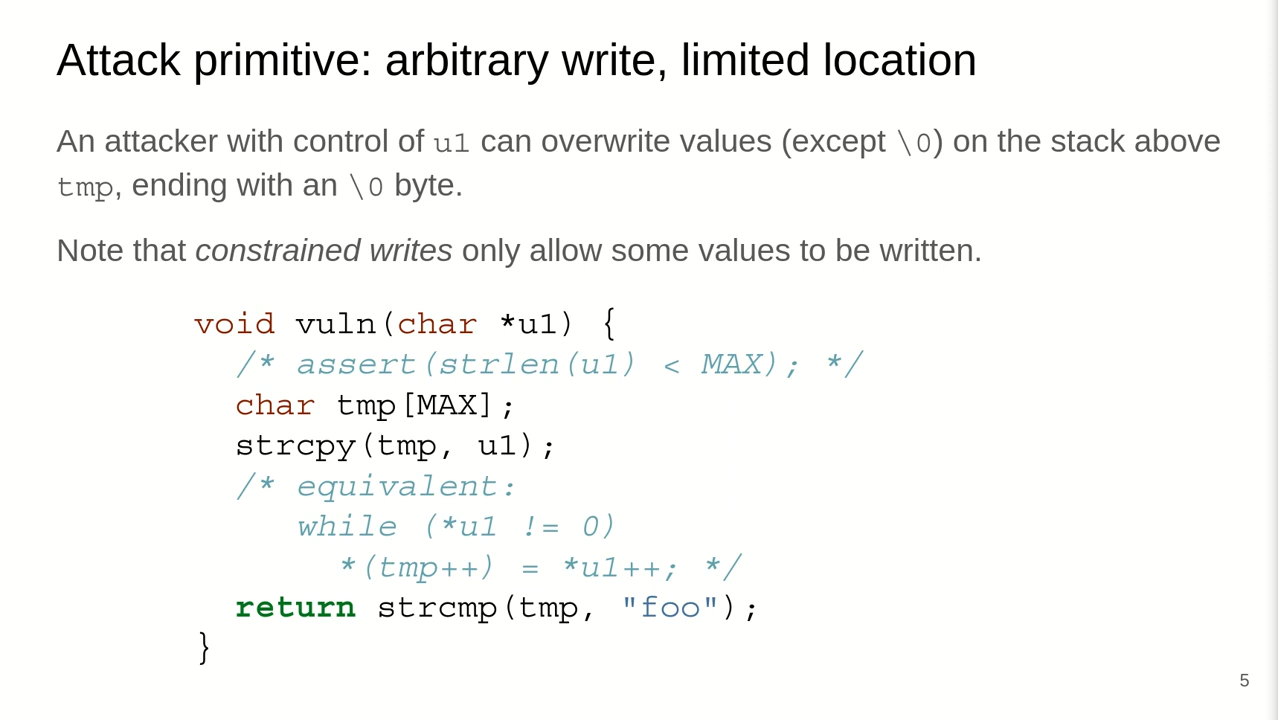 Attack primitive: arbitrary write, limited location
An attacker with control of u1 can overwrite values (except \0) on the stack above
tmp, ending with an \0 byte.
Note that constrained writes only allow some values to be written.
void vuln(char *u1) {
  /* assert(strlen(u1) < MAX); */
  char tmp[MAX];
  strcpy(tmp, u1);
  /* equivalent:
     while (*u1 != 0)
       *(tmp++) = *u1++; */
  return strcmp(tmp, "foo");
}
5